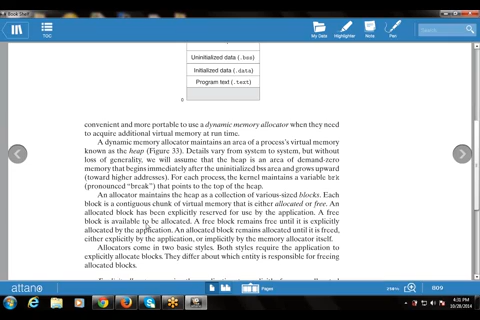 Book Shelf
TOC
My Data
Highlighter
Note
Pen
Search
Uninitialized data (.bss)
Initialized data (.data)
Program text (.text)
0
convenient and more portable to use a dynamic memory allocator when they need
to acquire additional virtual memory at run time.
A dynamic memory allocator maintains an area of a process's virtual memory
known as the heap (Figure 33). Details vary from system to system, but without
loss of generality, we will assume that the heap is an area of demand-zero
memory that begins immediately after the uninitialized bss area and grows upward
(toward higher addresses). For each process, the kernel maintains a variable brk
(pronounced “break”) that points to the top of the heap.
An allocator maintains the heap as a collection of various-sized blocks. Each
block is a contiguous chunk of virtual memory that is either allocated or free. An
allocated block has been explicitly reserved for use by the application. A free
block is available to be allocated. A free block remains free until it is explicitly
allocated by the application. An allocated block remains allocated until it is freed,
either explicitly by the application, or implicitly by the memory allocator itself.
Allocators come in two basic styles. Both styles require the application to
explicitly allocate blocks. They differ about which entity is responsible for freeing
allocated blocks.
attano
Pages
258%
809
4:31 PM
10/28/2014